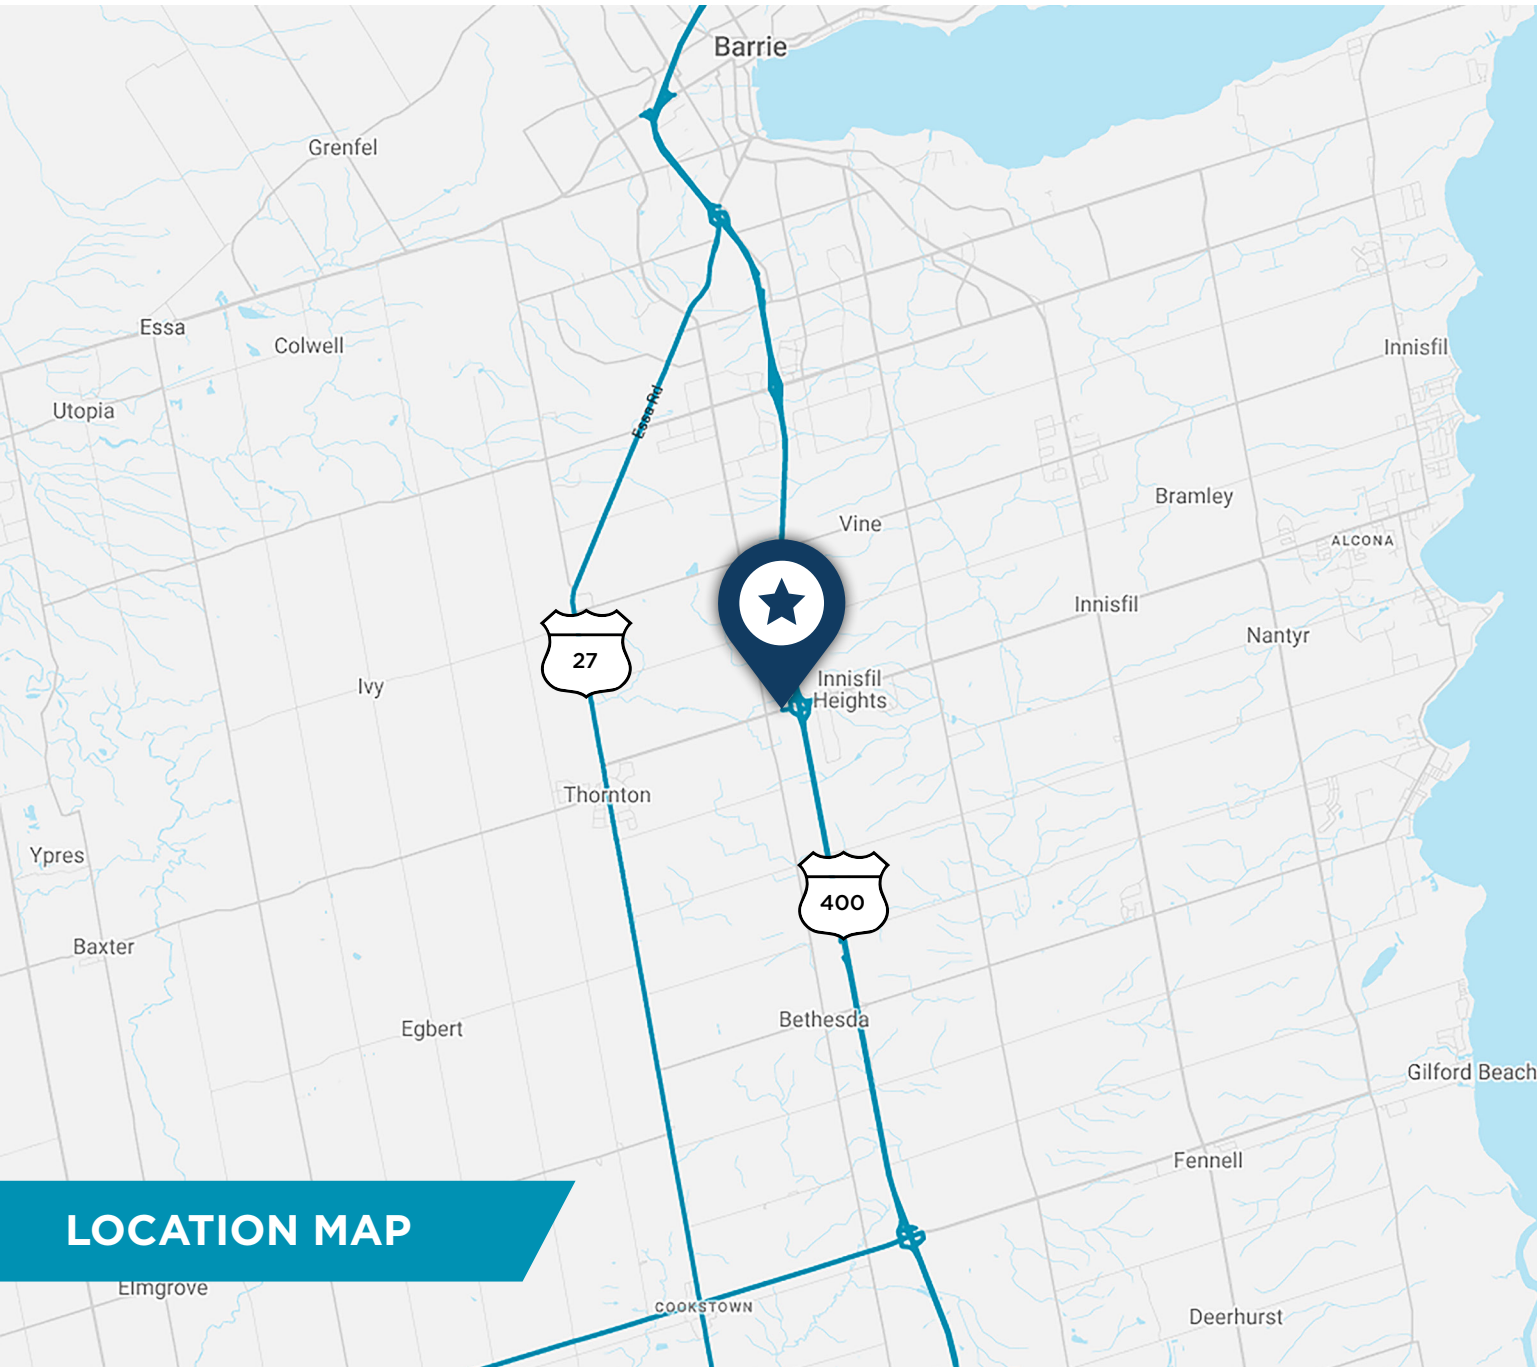 Barrie
Grenfel
Essa
Colwell
Innisfil
Utopia
Essa Rd
Bramley
Vine
ALCONA
Innisfil
Nantyr
27
Ivy
Innisfil
Heights
Thornton
Ypres
400
Baxter
Bethesda
Egbert
Gilford Beach
Fennell
LOCATION MAP
Elmgrove
COOKSTOWN
Deerhurst